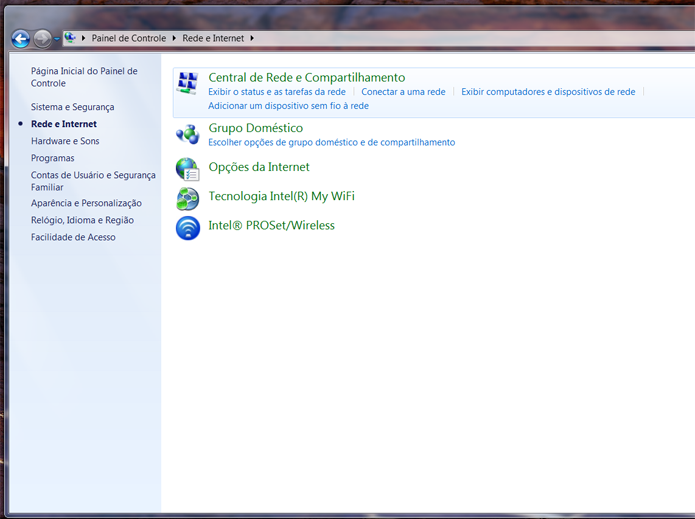 Painel de Controle Rede e Internet
Página Inicial do Painel de
Controle
Sistema e Segurança
Rede e Internet
Hardware e Sons
Programas
Contas de Usuário e Segurança
Familiar
Aparência e Personalização
Relógio, Idioma e Região
Facilidade de Acesso
Central de Rede e Compartilhamento
Exibir o status e as tarefas da rede Conectar a uma rede Exibir computadores e dispositivos de rede
Adicionar um dispositivo sem fio à rede
Grupo Doméstico
Escolher opções de grupo doméstico e de compartilhamento
Opções da Internet
Tecnologia Intel(R) My WiFi
Intel® PROSet/Wireless